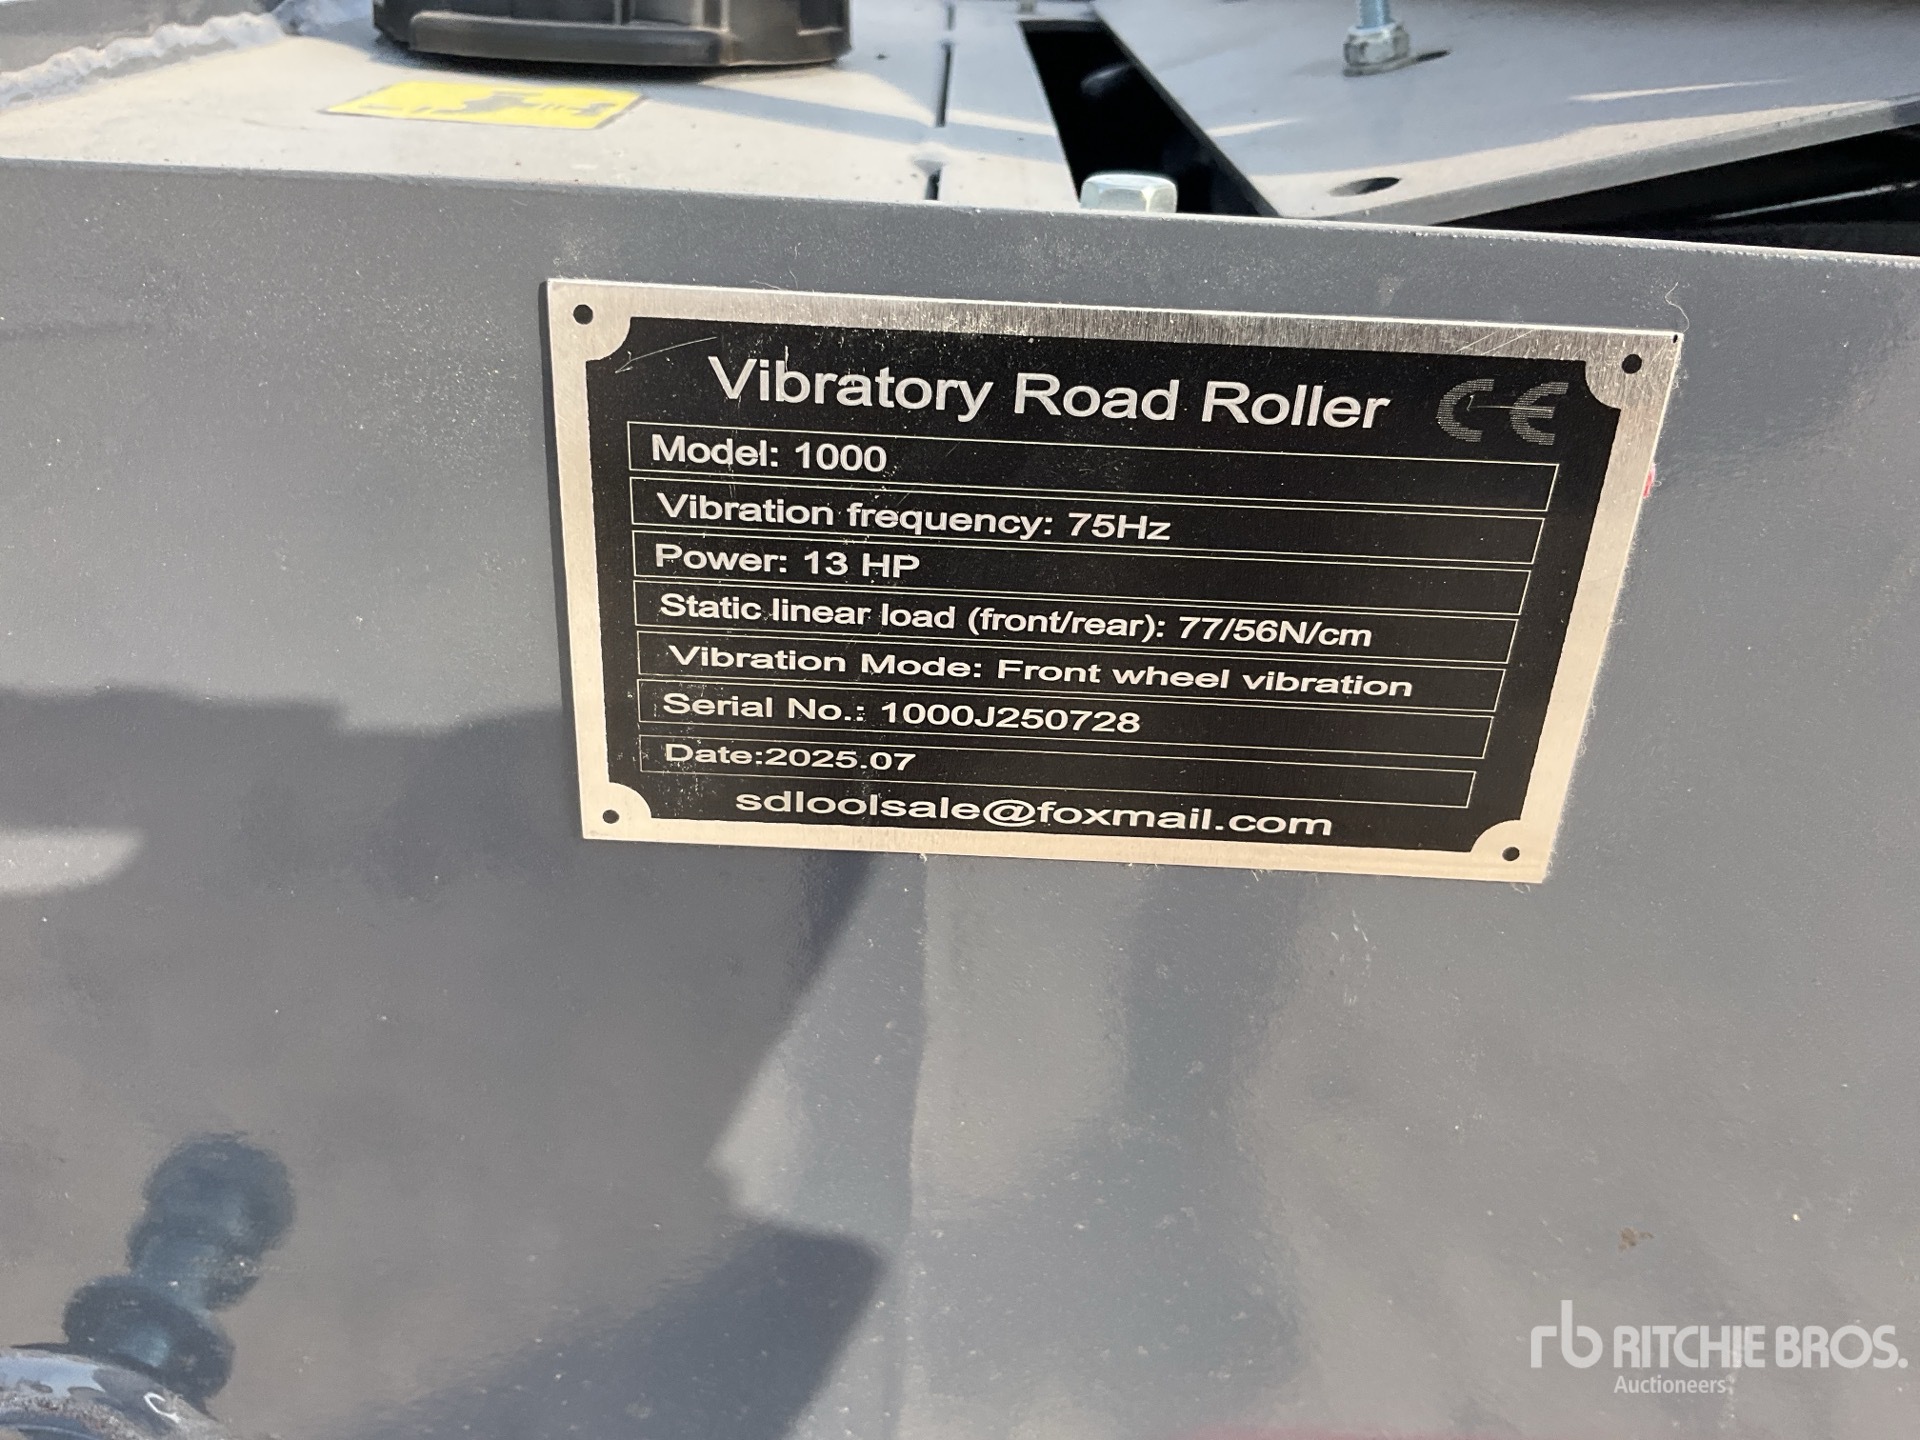 Vibratory Road Roller CE
Model: 1000
Vibration frequency: 75Hz
Power: 13 HP
Static linear load (front/rear): 77/56N/cm
Vibration Mode: Front wheel vibration
Serial No.: 1000J250728
Date:2025.07
sdloolsale@foxmail.com
rb RITCHIE BROS.
Auctioneers